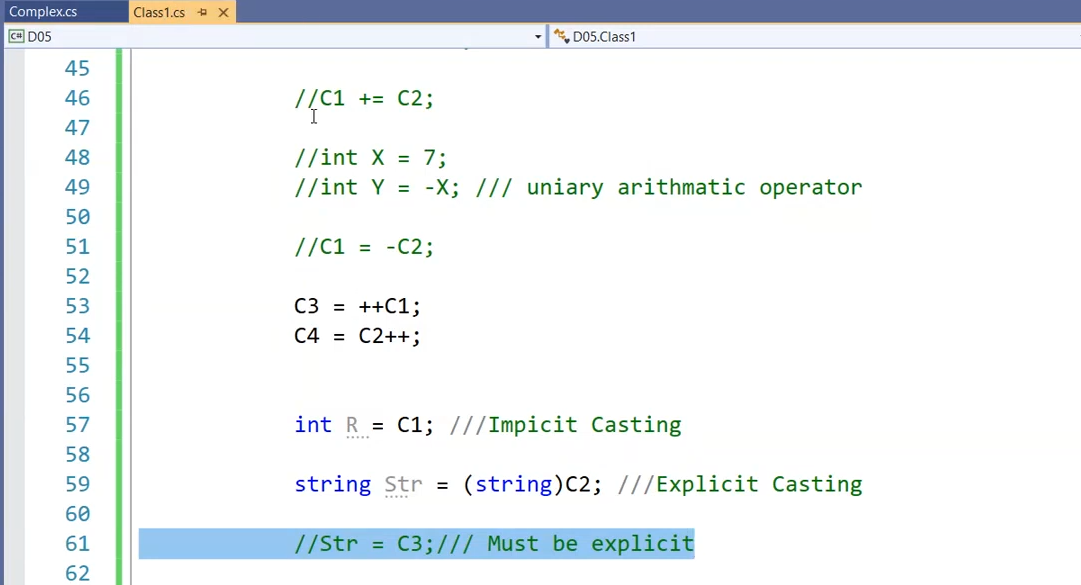 Complex.cs Class1.cs
C# D05 D05.Class1
45
46 //C1 += C2;
47
48 //int X = 7;
49 //int Y = -X; /// uniary arithmatic operator
50
51 //C1 = -C2;
52
53 C3 = ++C1;
54 C4 = C2++;
55
56
57 int R = C1; ///Impicit Casting
58
59 string Str = (string)C2; ///Explicit Casting
60
61 //Str = C3;/// Must be explicit
62